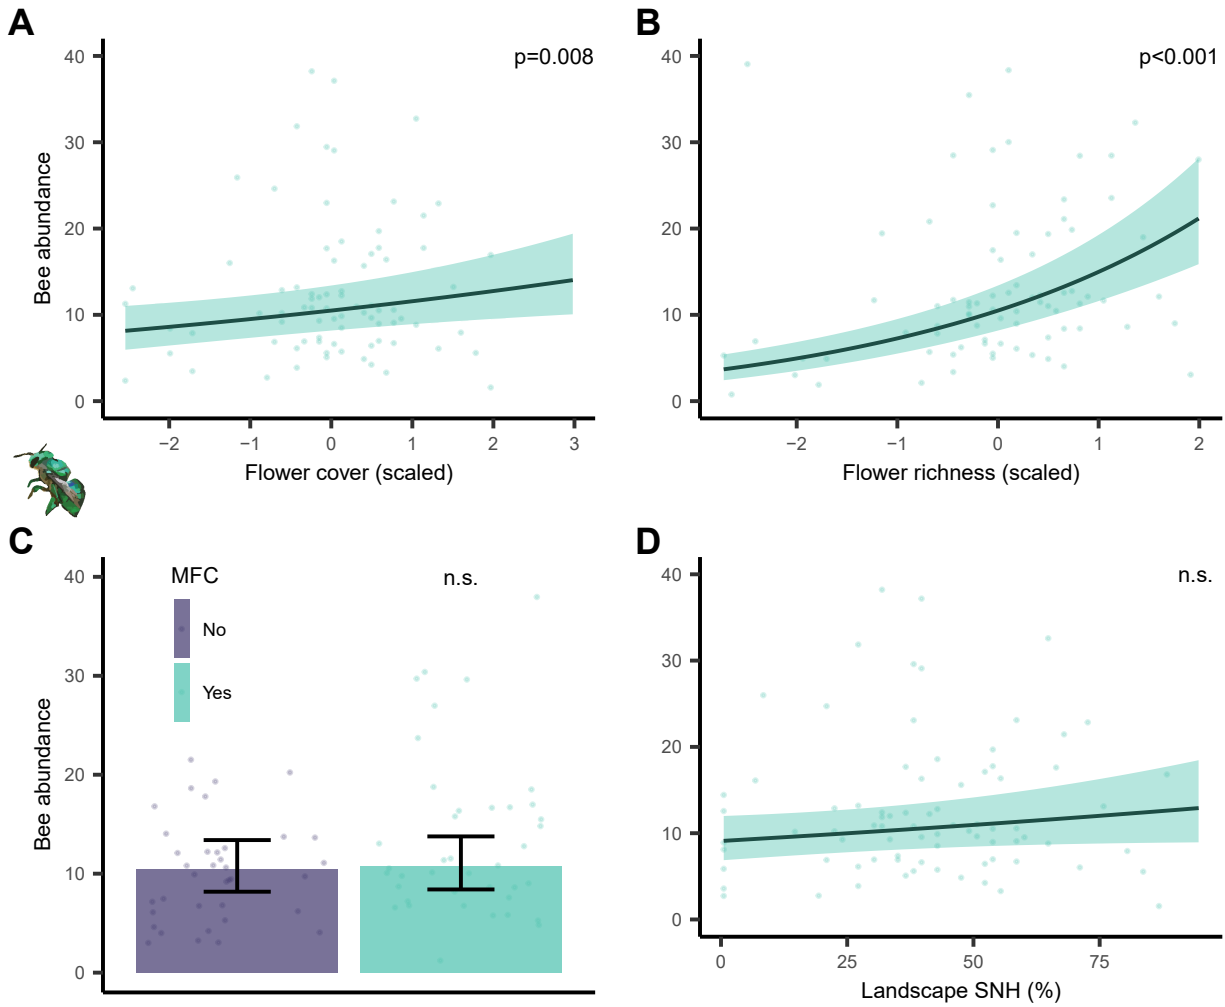 A
p=0.008
Bee abundance
40
30
20
10
0
−2
−1
0
1
2
3
Flower cover (scaled)
B
p<0.001
40
30
20
10
0
−2
−1
0
1
2
Flower richness (scaled)
C
MFC
No
Yes
n.s.
Bee abundance
40
30
20
10
0
D
n.s.
40
30
20
10
0
0
25
50
75
Landscape SNH (%)